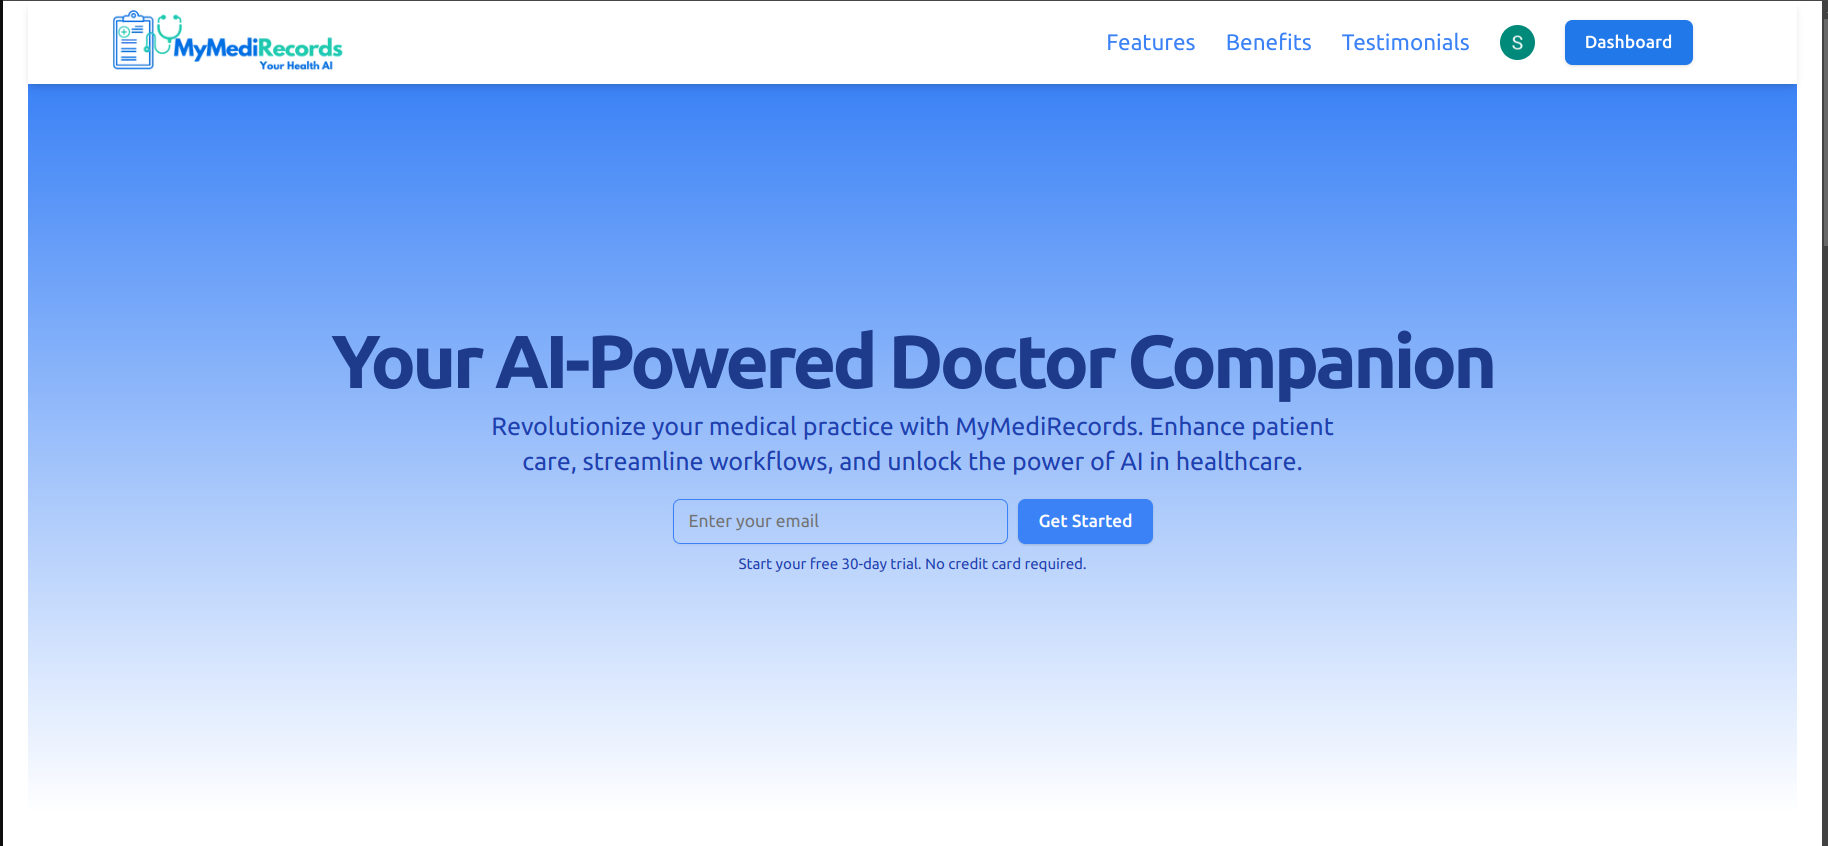 MyMediRecords
Your Health AI
Features
Benefits
Testimonials
S
Dashboard
Your AI-Powered Doctor Companion
Revolutionize your medical practice with MyMediRecords. Enhance patient
care, streamline workflows, and unlock the power of AI in healthcare.
Enter your email
Get Started
Start your free 30-day trial. No credit card required.